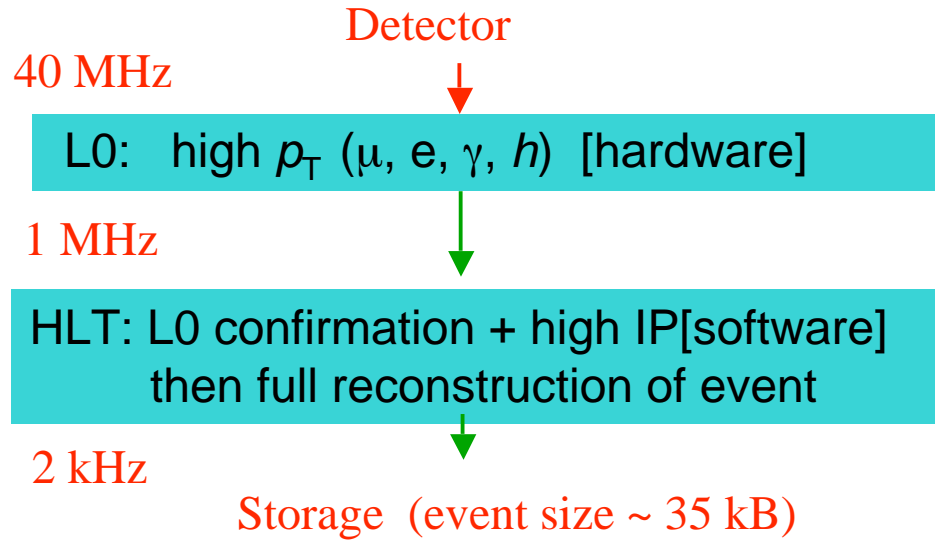 Detector
40 MHz
L0: high pT (μ, e, γ, h) [hardware]
1 MHz
HLT: L0 confirmation + high IP[software]
then full reconstruction of event
2 kHz
Storage (event size ~ 35 kB)